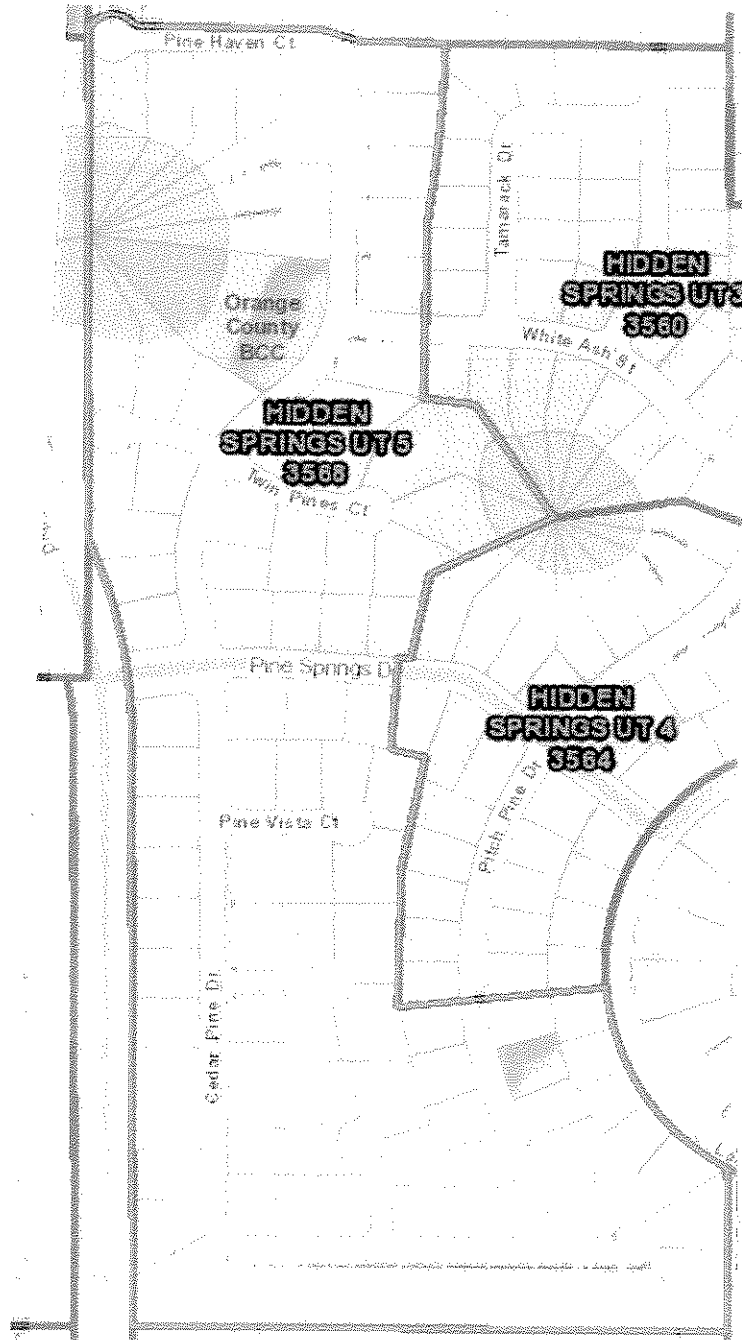 Pine Haven Ct
Tamarack Dr
HIDDEN
SPRINGS UT 3
3560
Orange
County
BCC
White Ash St
HIDDEN
SPRINGS UT 5
3568
Twin Pines Ct
Pine Springs Dr
HIDDEN
SPRINGS UT 4
3564
Pitch Pine Dr
Pine Vista Ct
Cedar Pine Dr